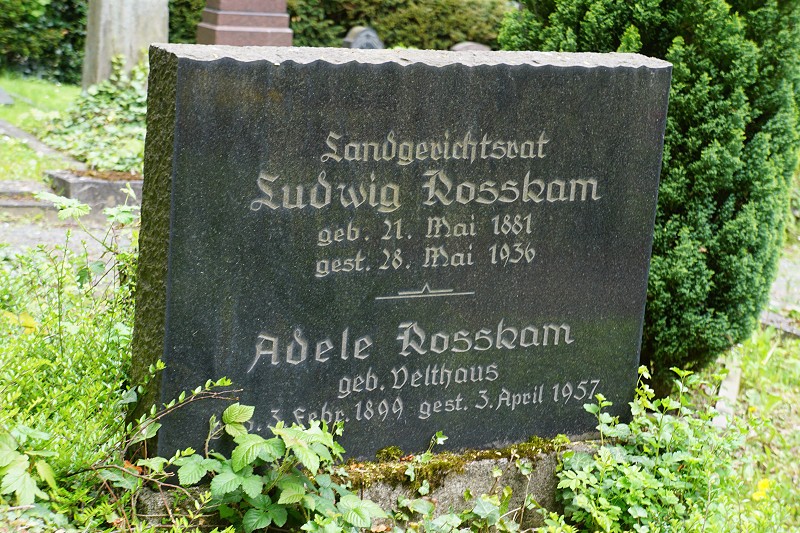 Landgerichtsrat
Ludwig Rosskam
geb. 21. Mai 1881
gest. 28. Mai 1936
Adele Rosskam
geb. Velthaus
3. Febr. 1899 gest. 3. April 1957